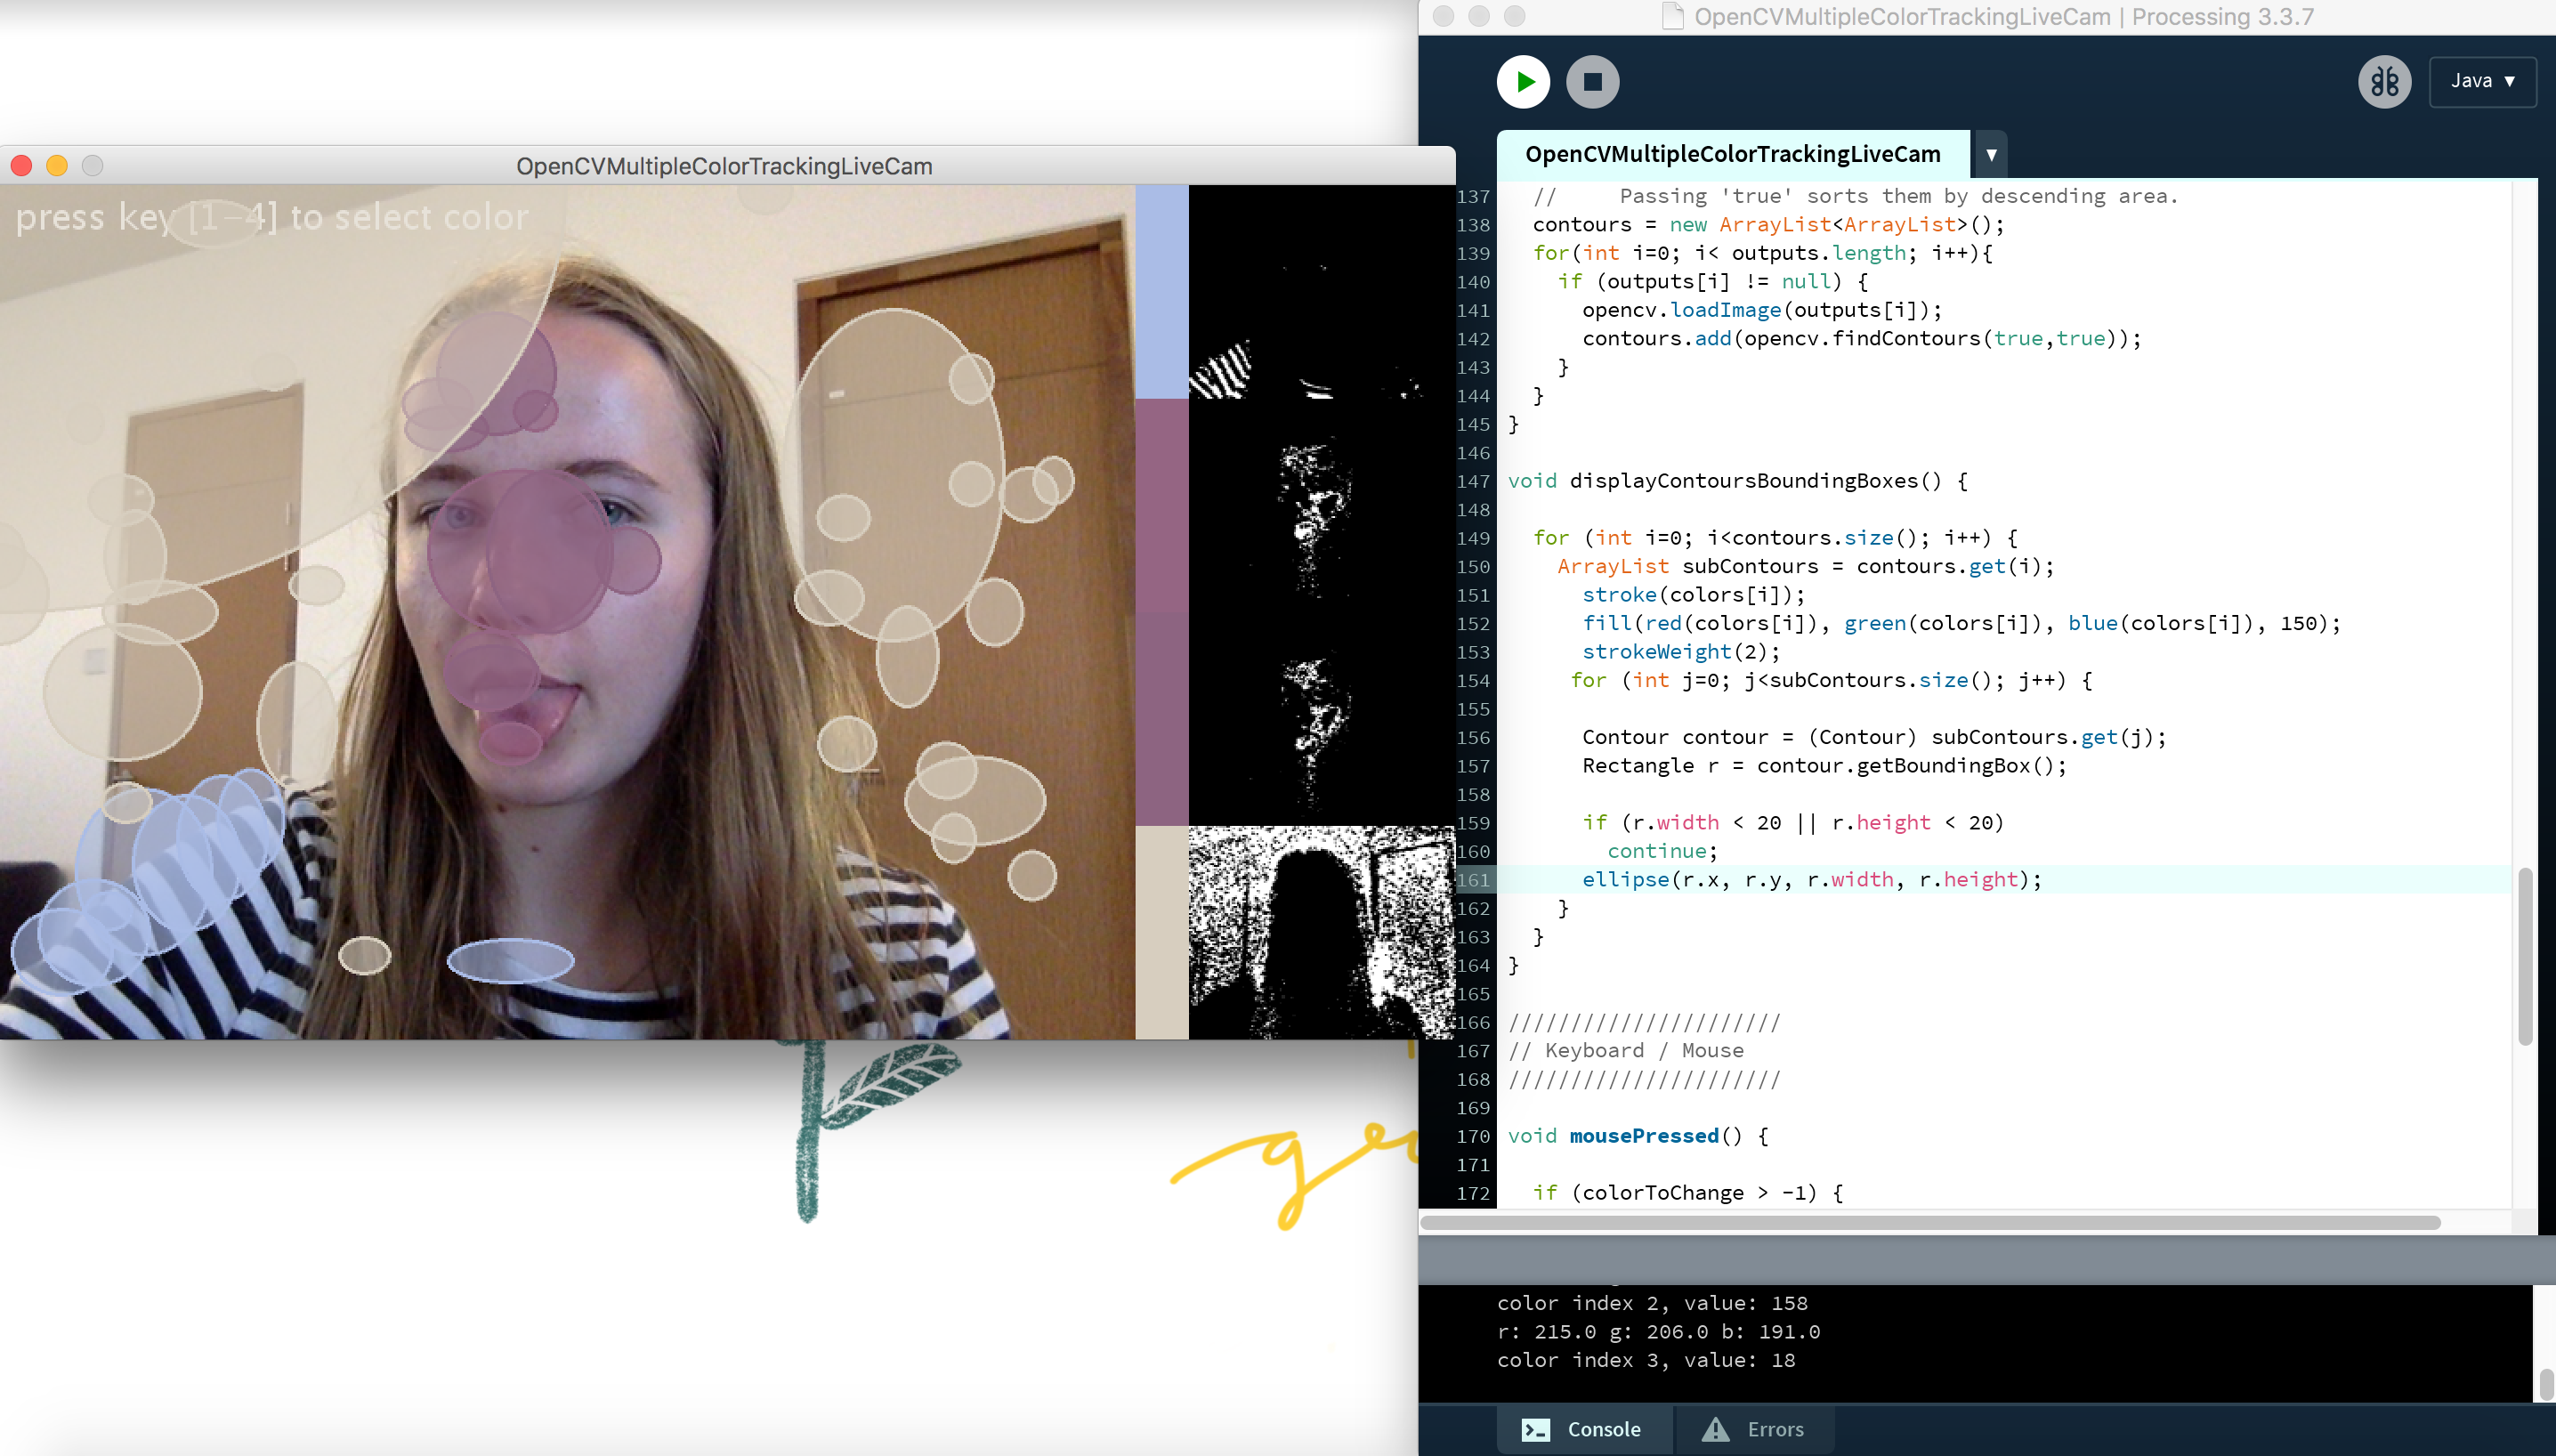 OpenCVMultipleColorTrackingLiveCam | Processing 3.3.7
Java ▼
OpenCVMultipleColorTrackingLiveCam ▼
OpenCVMultipleColorTrackingLiveCam
press key [1-4] to select color
137 //     Passing 'true' sorts them by descending area.
138 contours = new ArrayList<ArrayList>();
139 for(int i=0; i< outputs.length; i++){
140 if (outputs[i] != null) {
141 opencv.loadImage(outputs[i]);
142 contours.add(opencv.findContours(true,true));
143 }
144 }
145 }
146
147 void displayContoursBoundingBoxes() {
148
149 for (int i=0; i<contours.size(); i++) {
150 ArrayList subContours = contours.get(i);
151 stroke(colors[i]);
152 fill(red(colors[i]), green(colors[i]), blue(colors[i]), 150);
153 strokeWeight(2);
154 for (int j=0; j<subContours.size(); j++) {
155
156 Contour contour = (Contour) subContours.get(j);
157 Rectangle r = contour.getBoundingBox();
158
159 if (r.width < 20 || r.height < 20)
160 continue;
161 ellipse(r.x, r.y, r.width, r.height);
162 }
163 }
164 }
165
166 //////////////////////
167 // Keyboard / Mouse
168 //////////////////////
169
170 void mousePressed() {
171
172 if (colorToChange > -1) {
color index 2, value: 158
r: 215.0 g: 206.0 b: 191.0
color index 3, value: 18
Console
Errors